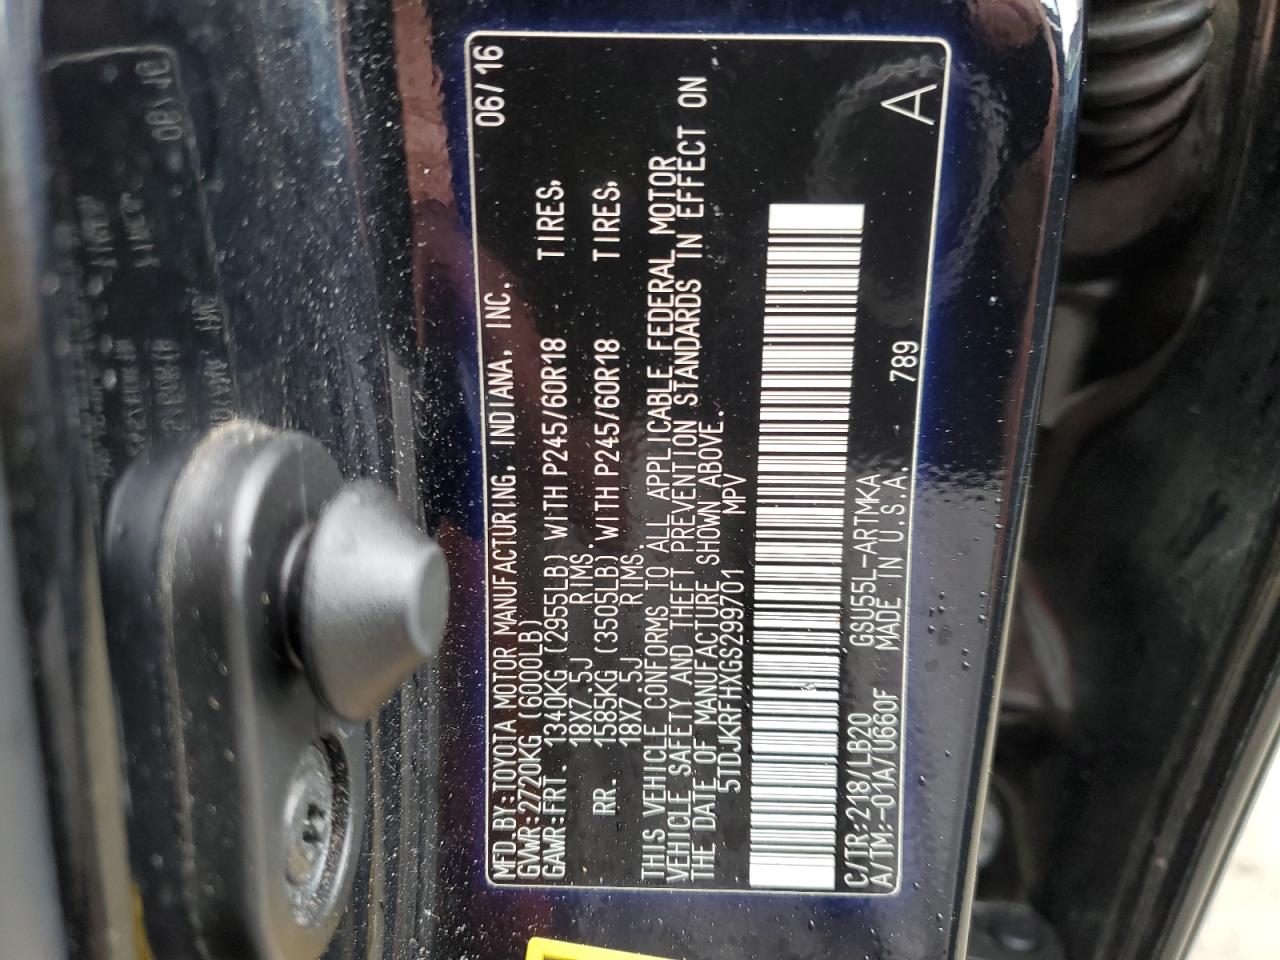 MFD.BY:TOYOTA MOTOR MANUFACTURING, INDIANA, INC. 06/16
GVWR:2720KG (6000LB)
GAWR:FRT. 1340KG (2955LB) WITH P245/60R18 TIRES,
18X7.5J RIMS.
RR. 1585KG (3505LB) WITH P245/60R18 TIRES,
18X7.5J RIMS.
THIS VEHICLE CONFORMS TO ALL APPLICABLE FEDERAL MOTOR
VEHICLE SAFETY AND THEFT PREVENTION STANDARDS IN EFFECT ON
THE DATE OF MANUFACTURE SHOWN ABOVE.
5TDJKRFHXGS299701 MPV
C/TR:218/LB20 GSU55L-ARTMKA 789
A/TM:-01A/U660F MADE IN U.S.A. A